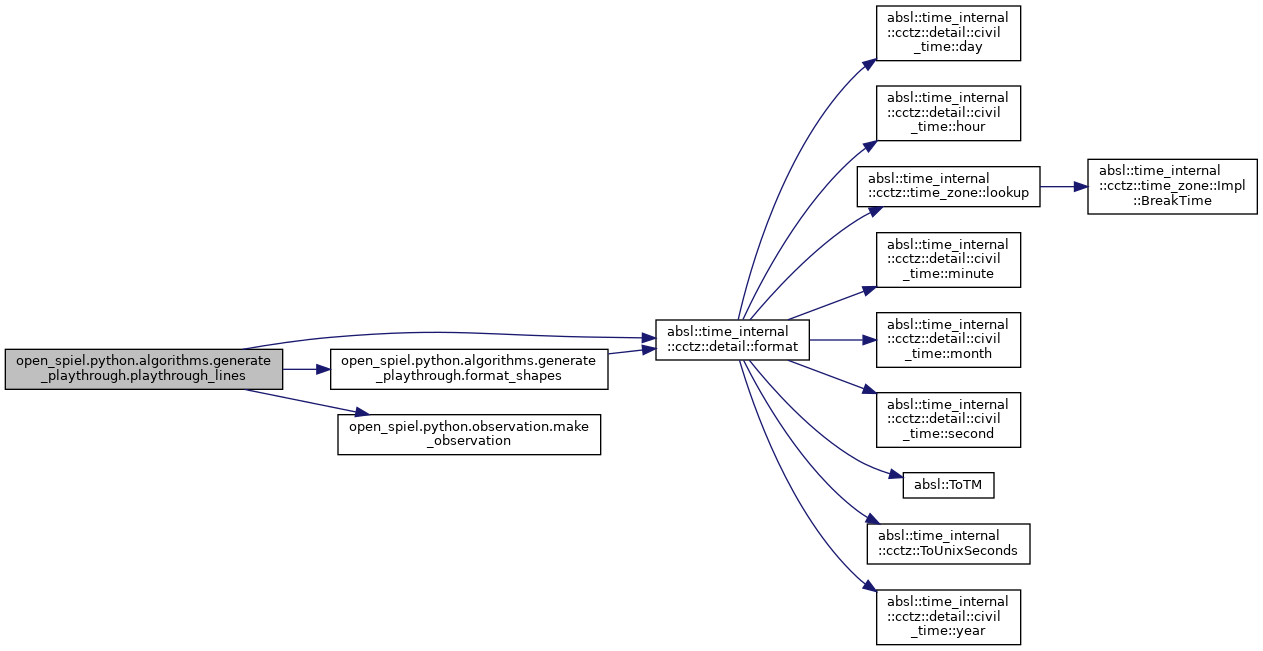 open_spiel.python.algorithms.generate
_playthrough.playthrough_lines
open_spiel.python.algorithms.generate
_playthrough.format_shapes
open_spiel.python.observation.make
_observation
absl::time_internal
::cctz::detail::format
absl::time_internal
::cctz::detail::civil
_time::day
absl::time_internal
::cctz::detail::civil
_time::hour
absl::time_internal
::cctz::time_zone::lookup
absl::time_internal
::cctz::time_zone::Impl
::BreakTime
absl::time_internal
::cctz::detail::civil
_time::minute
absl::time_internal
::cctz::detail::civil
_time::month
absl::time_internal
::cctz::detail::civil
_time::second
absl::ToTM
absl::time_internal
::cctz::ToUnixSeconds
absl::time_internal
::cctz::detail::civil
_time::year